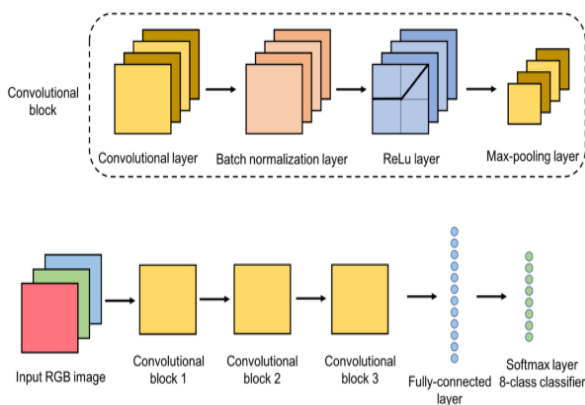 Convolutional
block
Convolutional layer
Batch normalization layer
ReLu layer
Max-pooling layer
Input RGB image
Convolutional
block 1
Convolutional
block 2
Convolutional
block 3
Fully-connected
layer
Softmax layer
8-class classifier